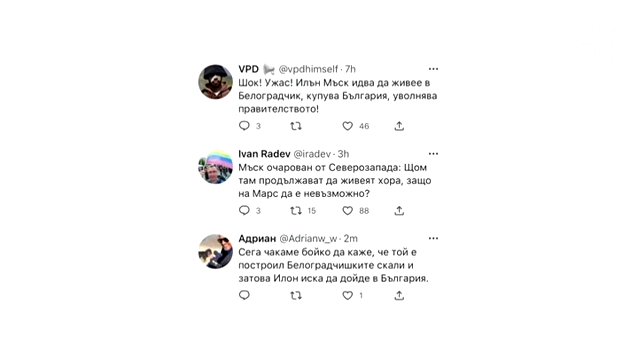 VPD @vpdhimself · 7h
Шок! Ужас! Илън Мъск идва да живее в
Белоградчик, купува България, уволнява
правителството!
3 46
Ivan Radev @iradev · 3h
Мъск очарован от Северозапада: Щом
там продължават да живеят хора, защо
на Марс да е невъзможно?
3 15 88
Адриан @Adrianw_w · 2m
Сега чакаме бойко да каже, че той е
построил Белоградчишките скали и
затова Илон иска да дойде в България.
1